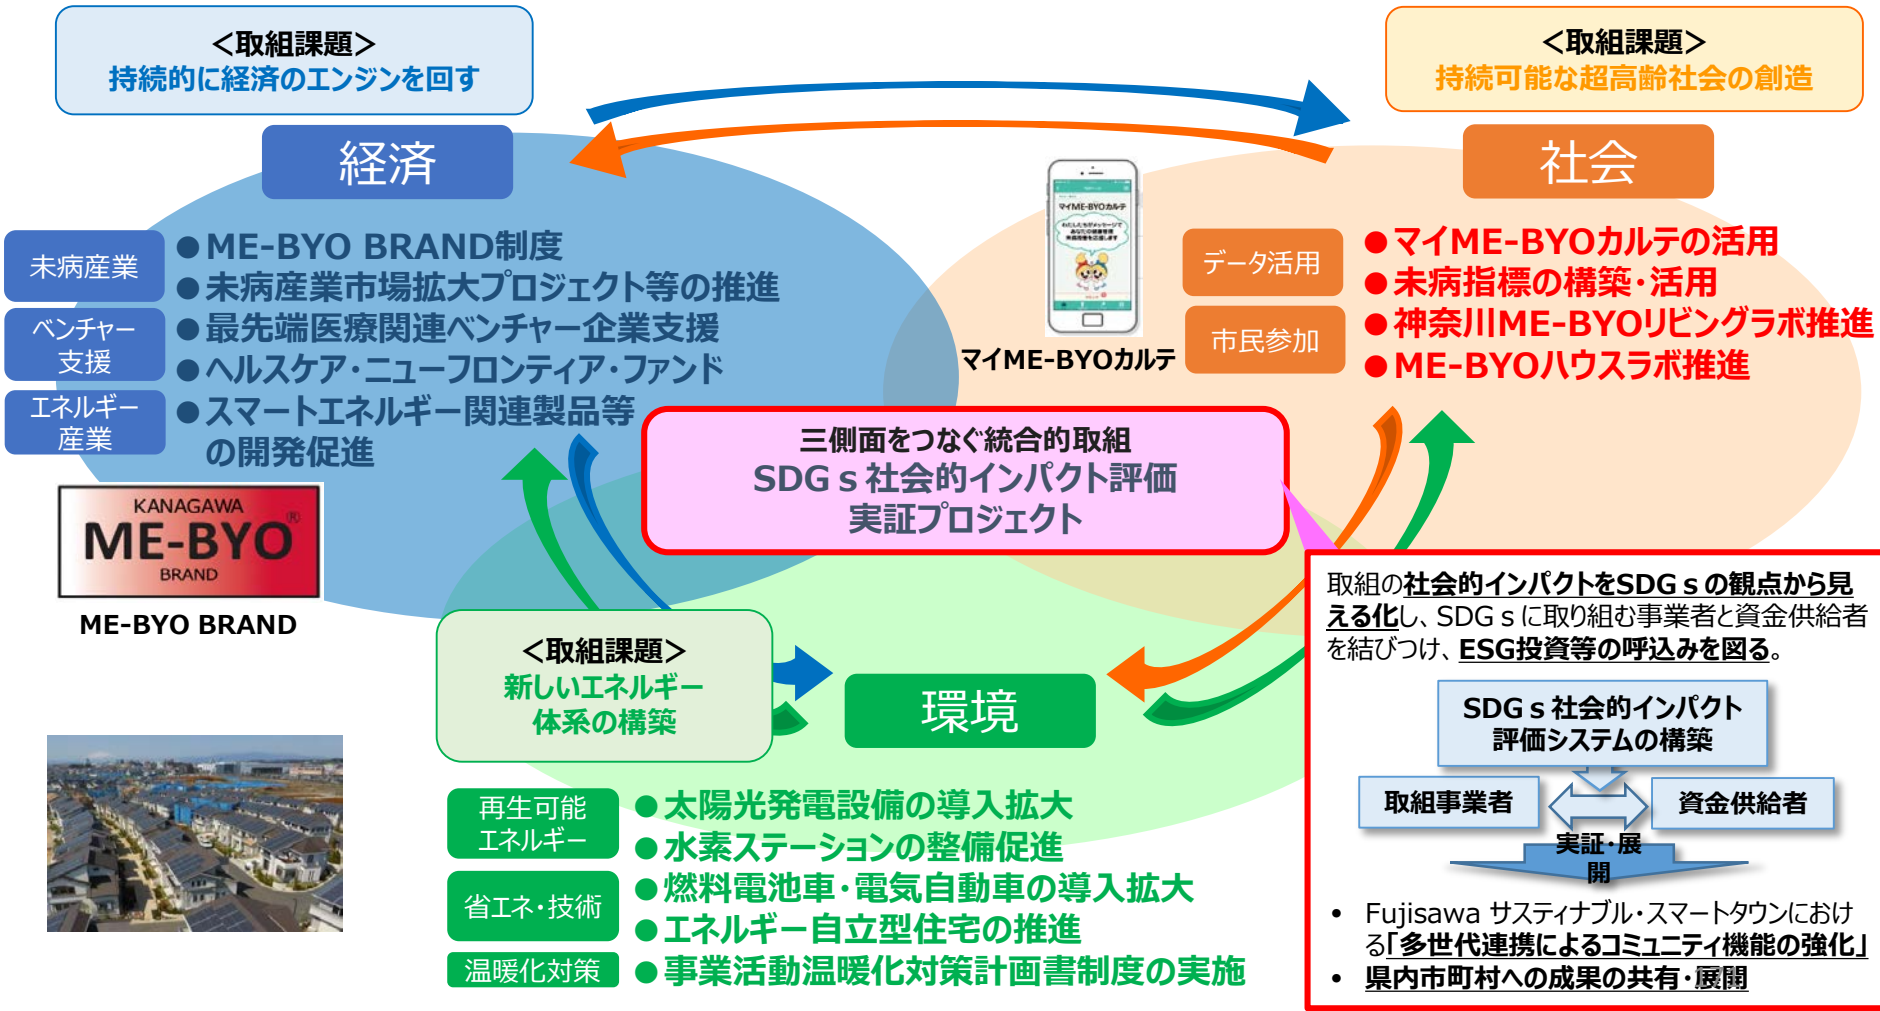 ＜取組課題＞
持続的に経済のエンジンを回す
経済
未病産業
ベンチャー
支援
エネルギー
産業
●ME-BYO BRAND制度
●未病産業市場拡大プロジェクト等の推進
●最先端医療関連ベンチャー企業支援
●ヘルスケア・ニューフロンティア・ファンド
●スマートエネルギー関連製品等
の開発促進
KANAGAWA
ME-BYO®
BRAND
ME-BYO BRAND
＜取組課題＞
持続可能な超高齢社会の創造
社会
マイME-BYOカルテ
マイME-BYOカルテ
データ活用
市民参加
●マイME-BYOカルテの活用
●未病指標の構築・活用
●神奈川ME-BYOリビングラボ推進
●ME-BYOハウスラボ推進
三側面をつなぐ統合的取組
SDGｓ社会的インパクト評価
実証プロジェクト
＜取組課題＞
新しいエネルギー
体系の構築
環境
再生可能
エネルギー
省エネ・技術
温暖化対策
●太陽光発電設備の導入拡大
●水素ステーションの整備促進
●燃料電池車・電気自動車の導入拡大
●エネルギー自立型住宅の推進
●事業活動温暖化対策計画書制度の実施
取組の社会的インパクトをSDGｓの観点から見
える化し、SDGｓに取り組む事業者と資金供給者
を結びつけ、ESG投資等の呼込みを図る。
SDGｓ社会的インパクト
評価システムの構築
取組事業者
資金供給者
実証・展
開
• Fujisawa サスティナブル・スマートタウンにおけ
る「多世代連携によるコミュニティ機能の強化」
• 県内市町村への成果の共有・展開